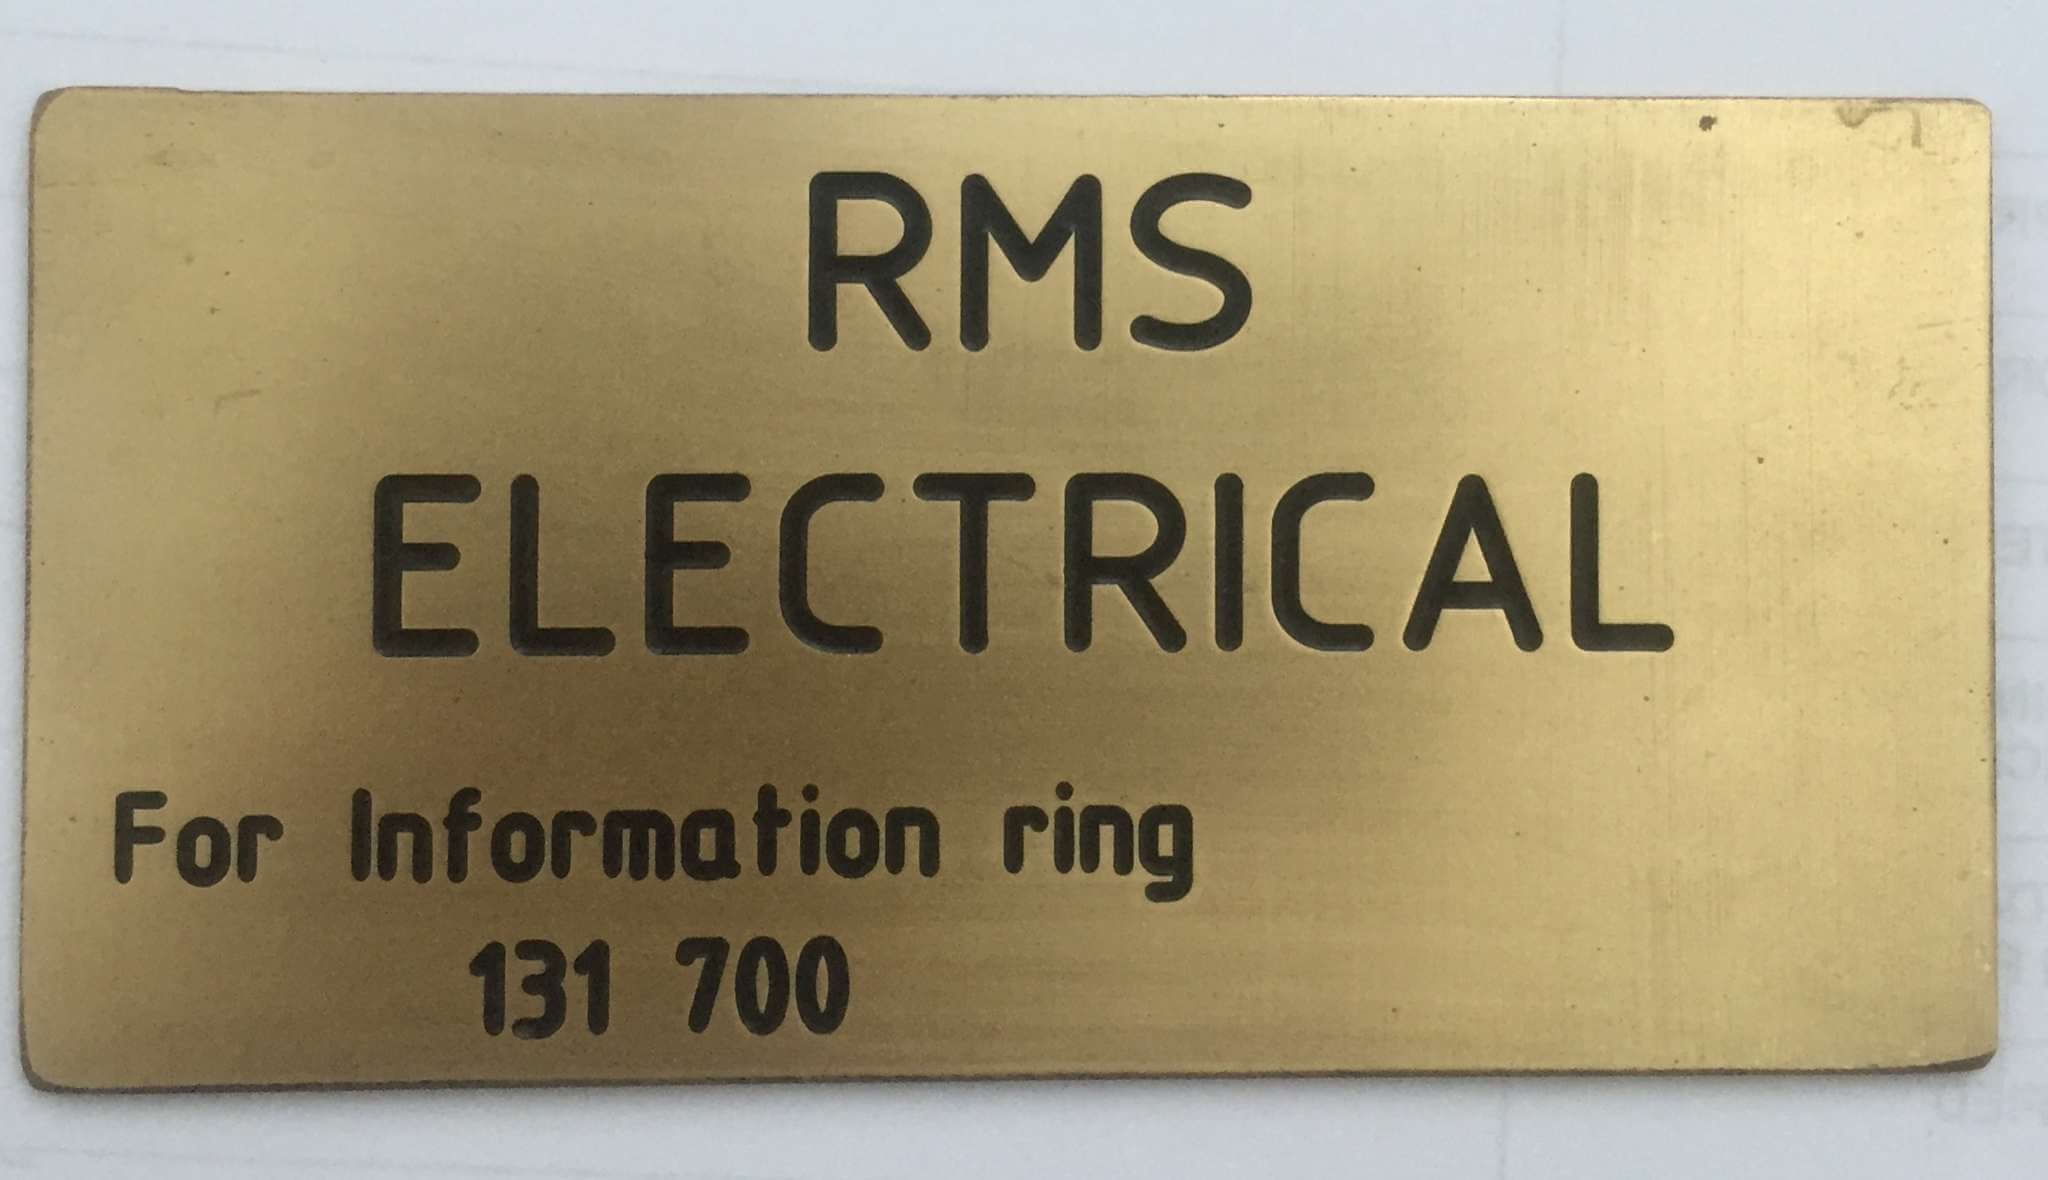 RMS
ELECTRICAL
For Information ring
131 700